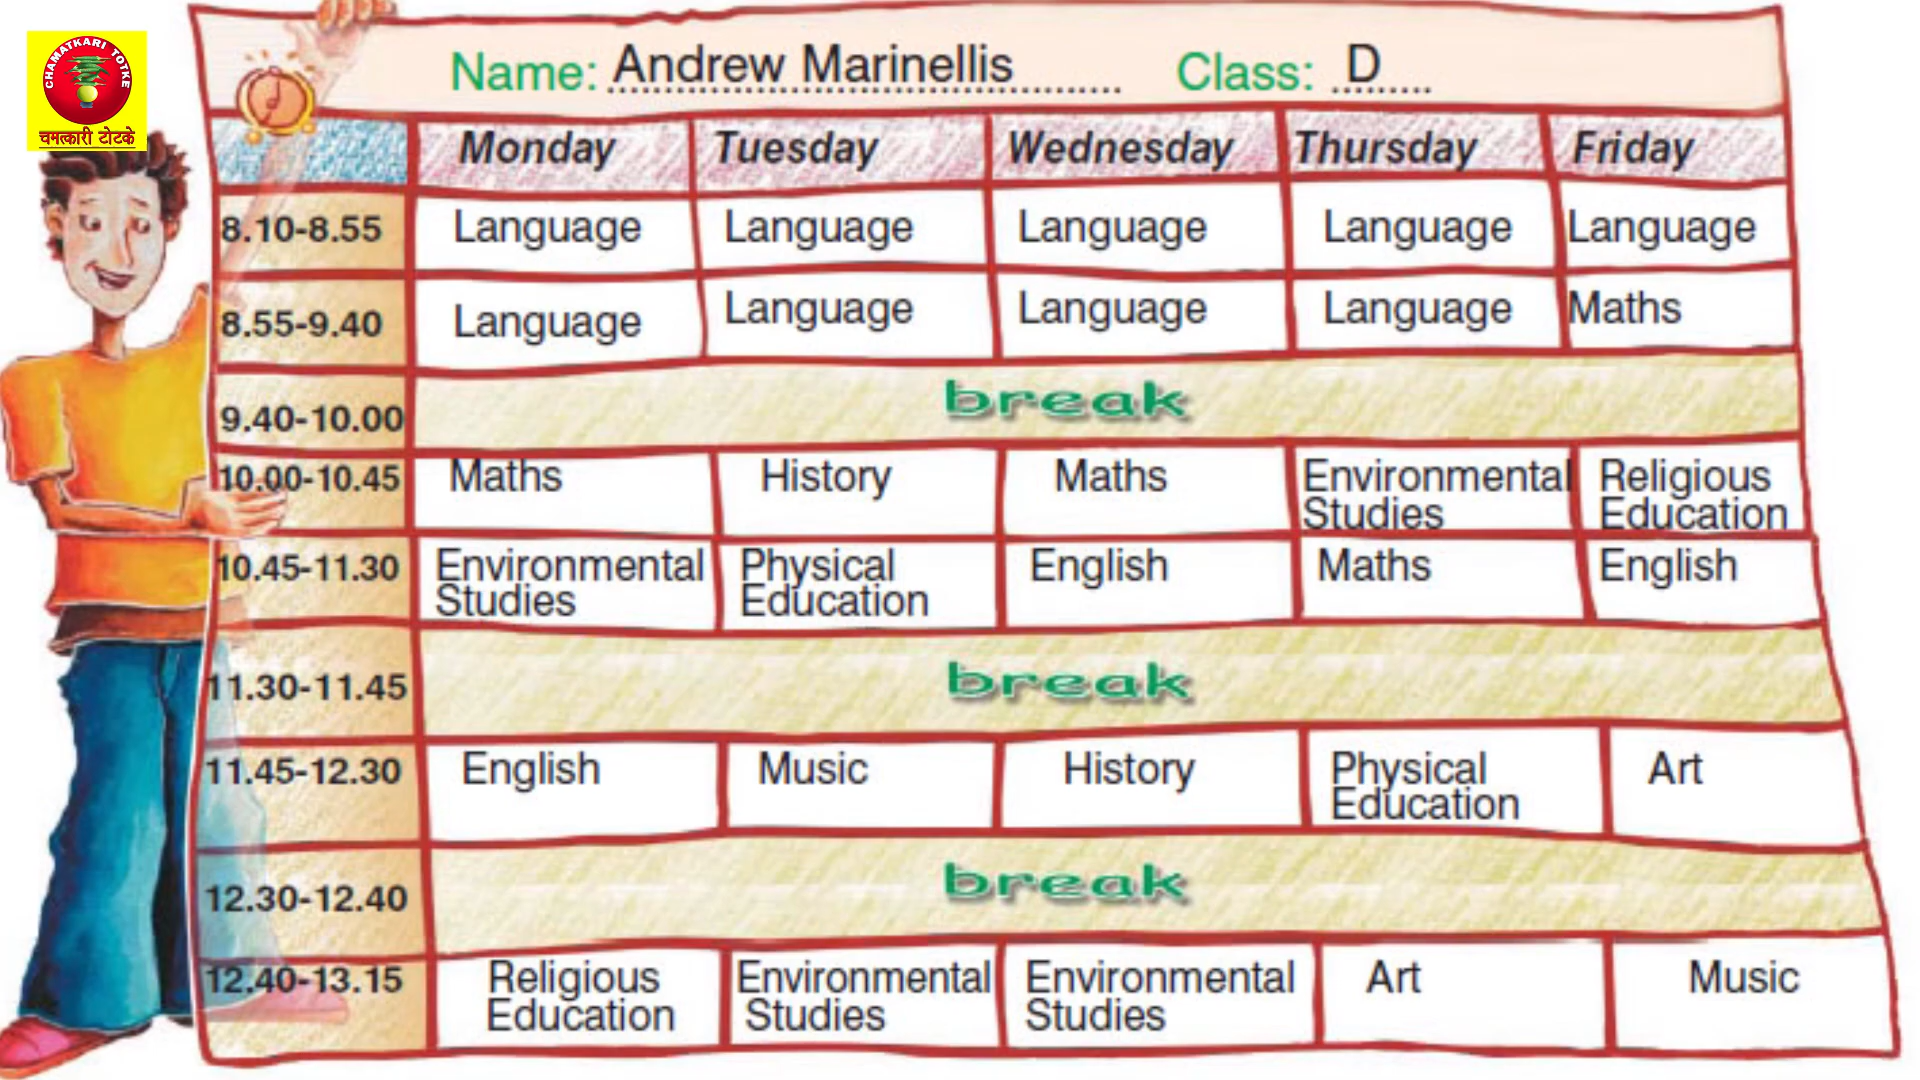 CHAMATKARI TOTKE
चमत्कारी टोटके
Name: Andrew Marinellis Class: D
Monday Tuesday Wednesday Thursday Friday
8.10-8.55 Language Language Language Language Language
8.55-9.40 Language Language Language Language Maths
9.40-10.00 break
10.00-10.45 Maths History Maths Environmental Studies Religious Education
10.45-11.30 Environmental Studies Physical Education English Maths English
11.30-11.45 break
11.45-12.30 English Music History Physical Education Art
12.30-12.40 break
12.40-13.15 Religious Education Environmental Studies Environmental Studies Art Music